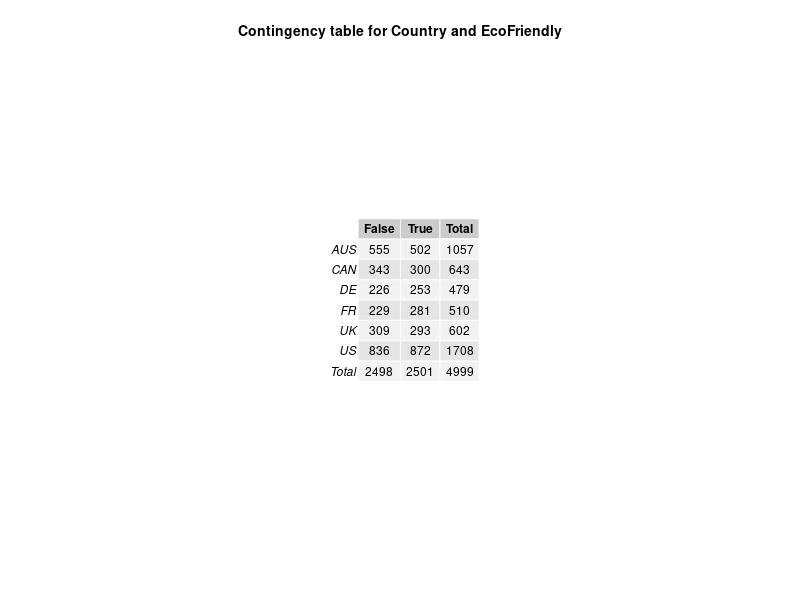 Contingency table for Country and EcoFriendly
False True Total
AUS 555 502 1057
CAN 343 300 643
DE 226 253 479
FR 229 281 510
UK 309 293 602
US 836 872 1708
Total 2498 2501 4999